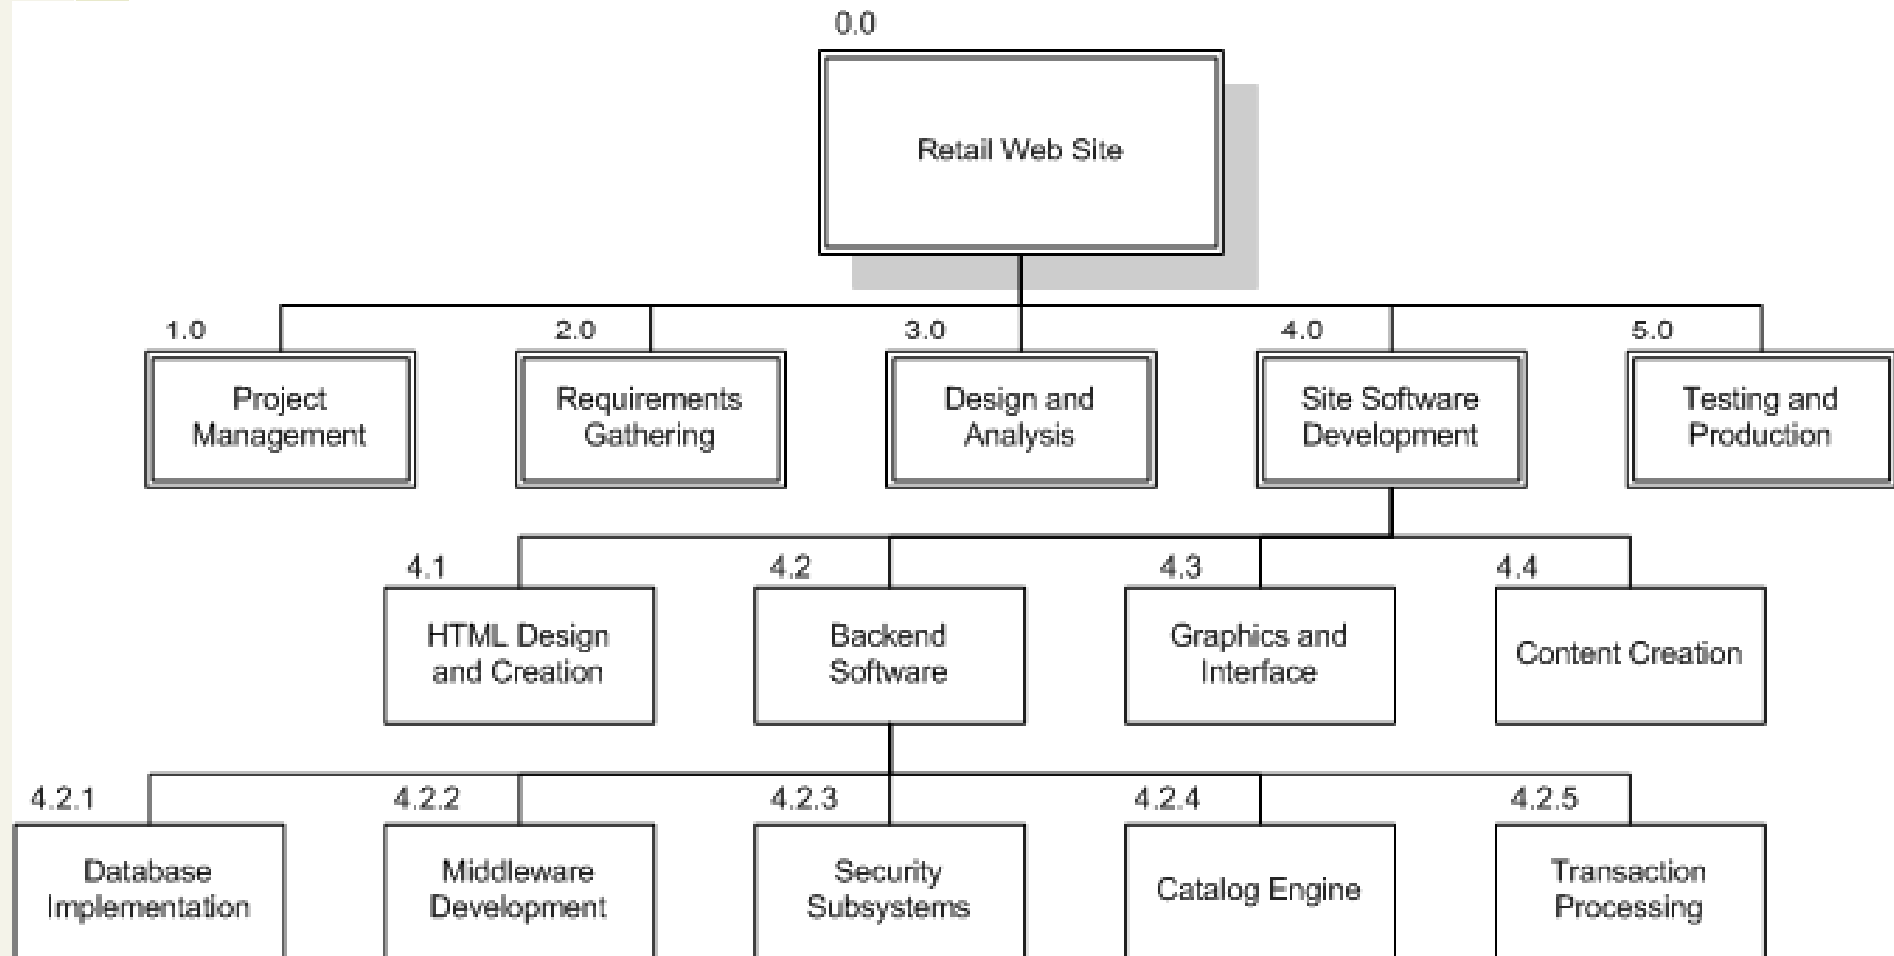 0.0
Retail Web Site
1.0
2.0
3.0
4.0
5.0
Project
Management
Requirements
Gathering
Design and
Analysis
Site Software
Development
Testing and
Production
4.1
4.2
4.3
4.4
HTML Design
and Creation
Backend
Software
Graphics and
Interface
Content Creation
4.2.1
4.2.2
4.2.3
4.2.4
4.2.5
Database
Implementation
Middleware
Development
Security
Subsystems
Catalog Engine
Transaction
Processing